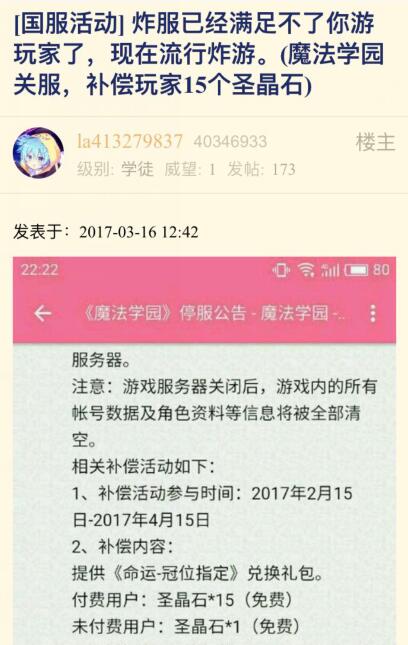 [国服活动] 炸服已经满足不了你游
玩家了，现在流行炸游。(魔法学园
关服，补偿玩家15个圣晶石)
la413279837 40346933 楼主
级别: 学徒 威望: 1 发帖: 173
发表于：2017-03-16 12:42
22:22 80
《魔法学园》停服公告 - 魔法学园 -..
服务器。
注意：游戏服务器关闭后，游戏内的所有
帐号数据及角色资料等信息将被全部清
空。
相关补偿活动如下：
1、补偿活动参与时间：2017年2月15
日-2017年4月15日
2、补偿内容：
提供《命运-冠位指定》兑换礼包。
付费用户：圣晶石*15（免费）
未付费用户：圣晶石*1（免费）